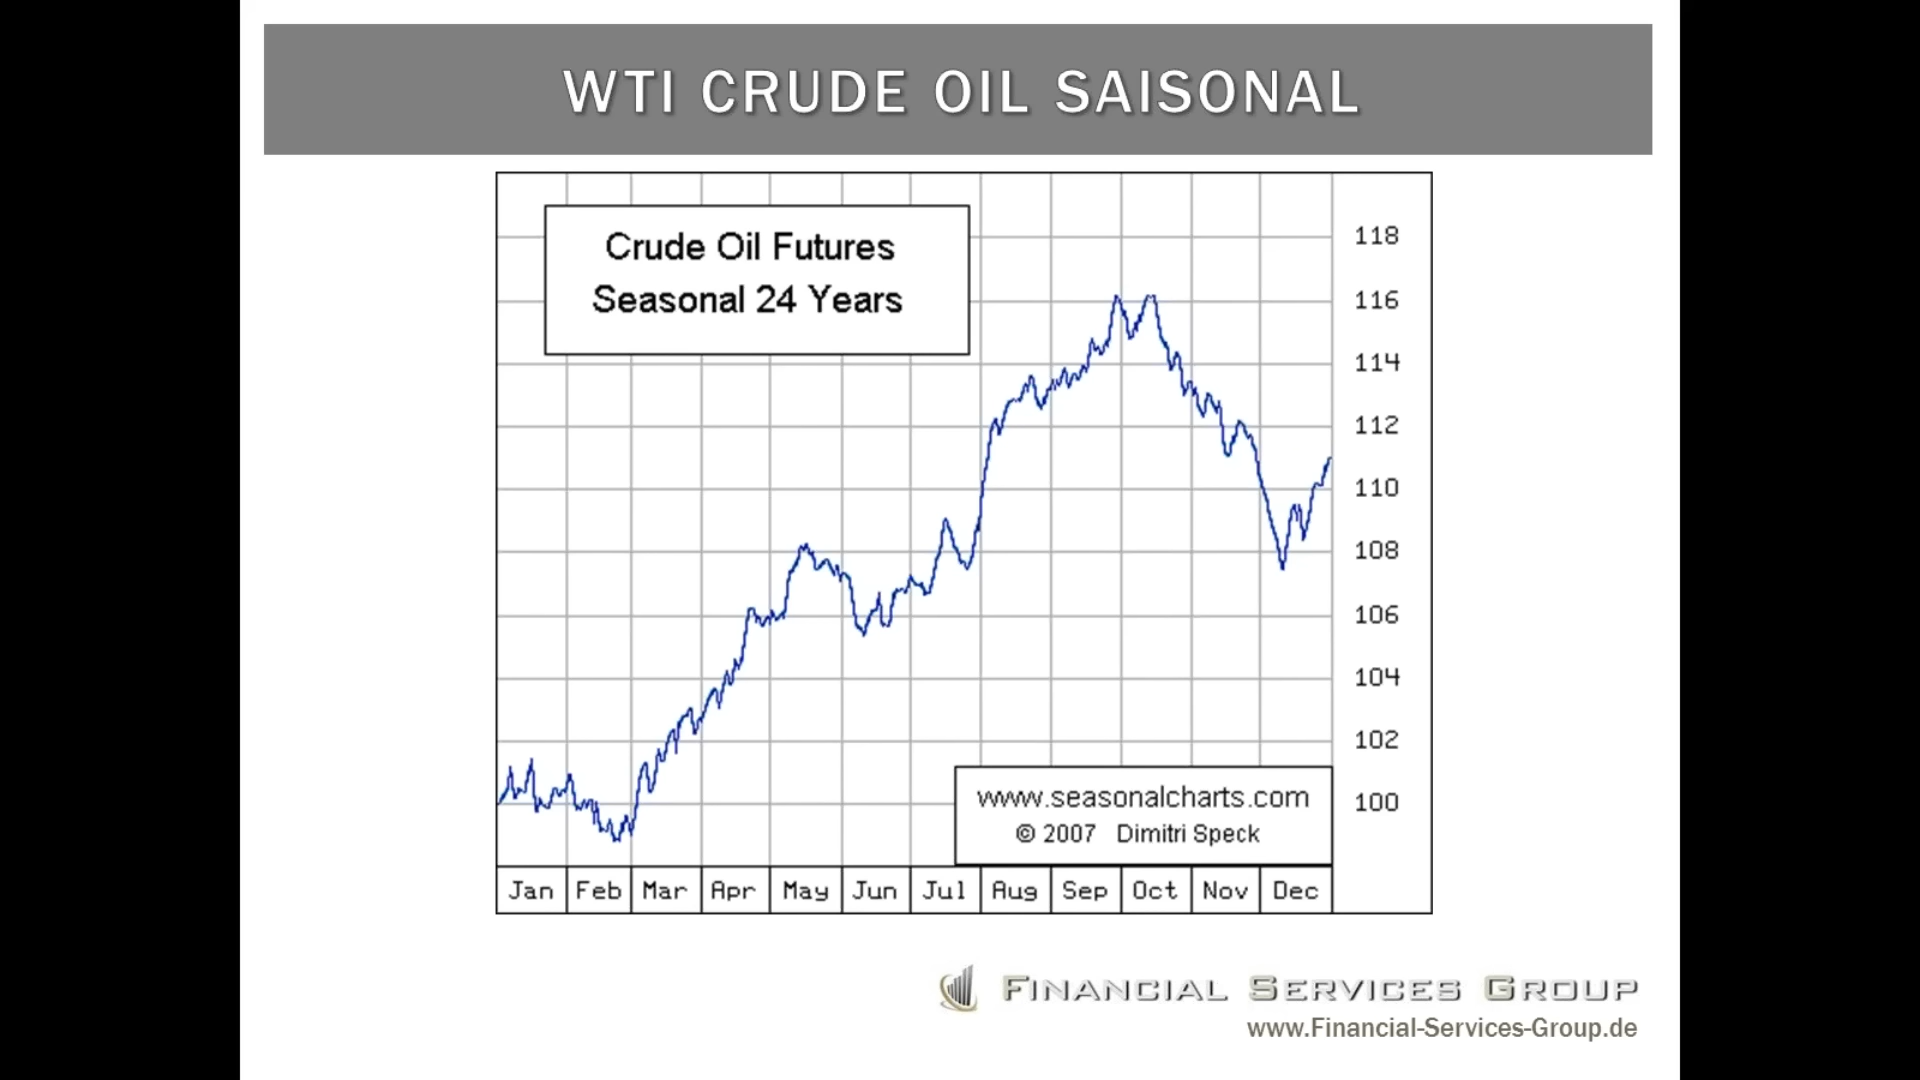 WTI CRUDE OIL SAISONAL
Crude Oil Futures
Seasonal 24 Years
118
116
114
112
110
108
106
104
102
100
www.seasonalcharts.com
© 2007 Dimitri Speck
Jan Feb Mar Apr May Jun Jul Aug Sep Oct Nov Dec
FINANCIAL SERVICES GROUP
www.Financial-Services-Group.de